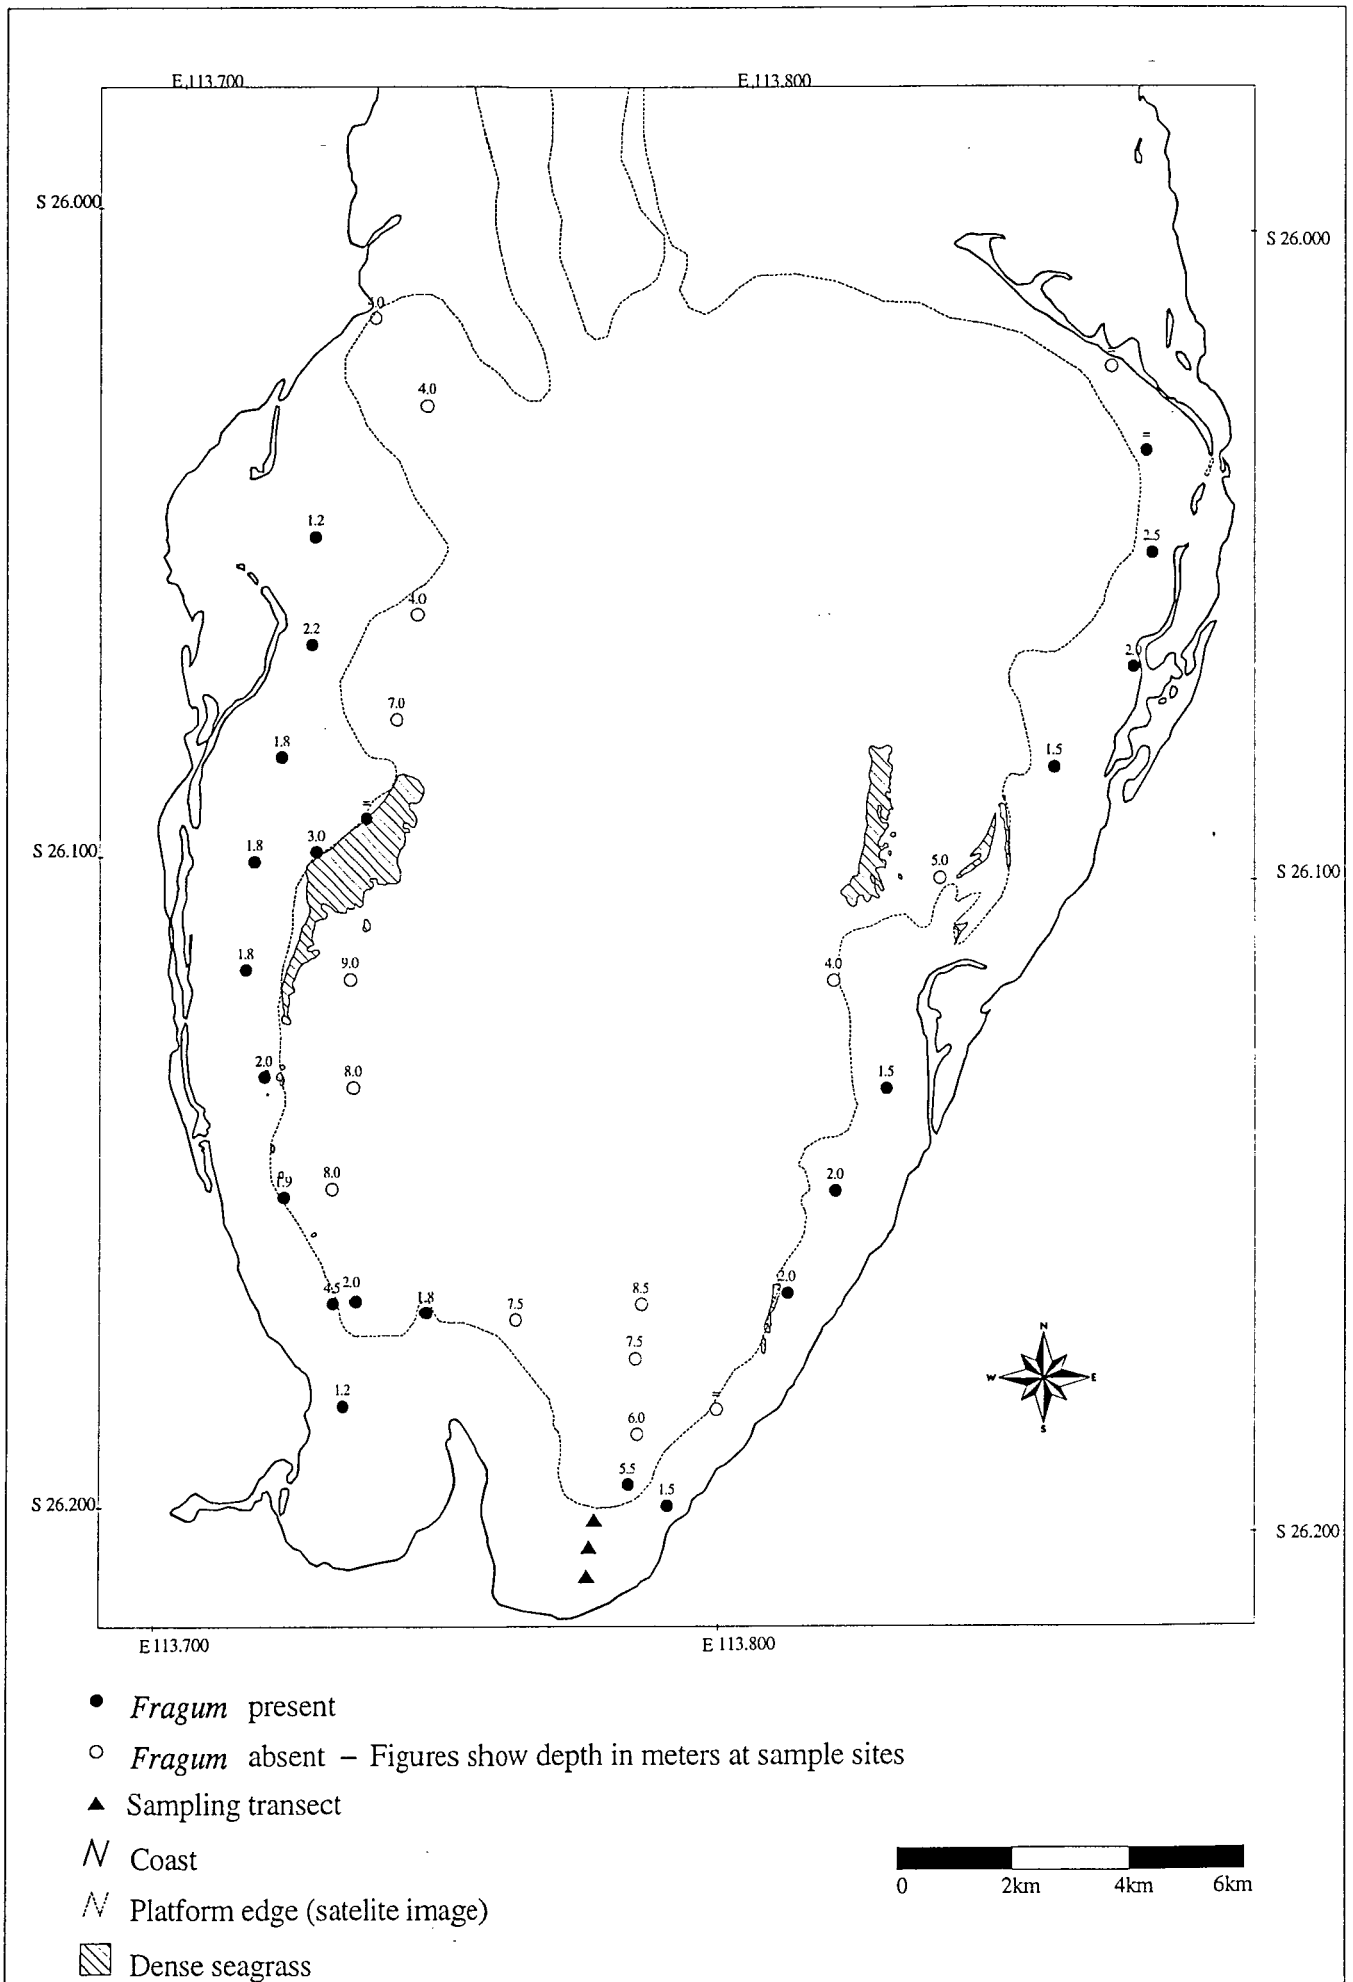 E 113.700 E 113.800
S 26.000
S 26.000
4.0
1.2
2.5
4.0
2.2
7.0
1.8
1.5
3.0
1.8
S 26.100
5.0
S 26.100
1.8
9.0
4.0
2.0
8.0
1.5
8.0
1.9
2.0
4.5 2.0
1.8
7.5
8.5
2.0
7.5
N
W E
S
1.2
6.0
5.5
1.5
S 26.200
S 26.200
E 113.700 E 113.800
Fragum present
Fragum absent – Figures show depth in meters at sample sites
Sampling transect
Coast
Platform edge (satelite image)
Dense seagrass
0 2km 4km 6km